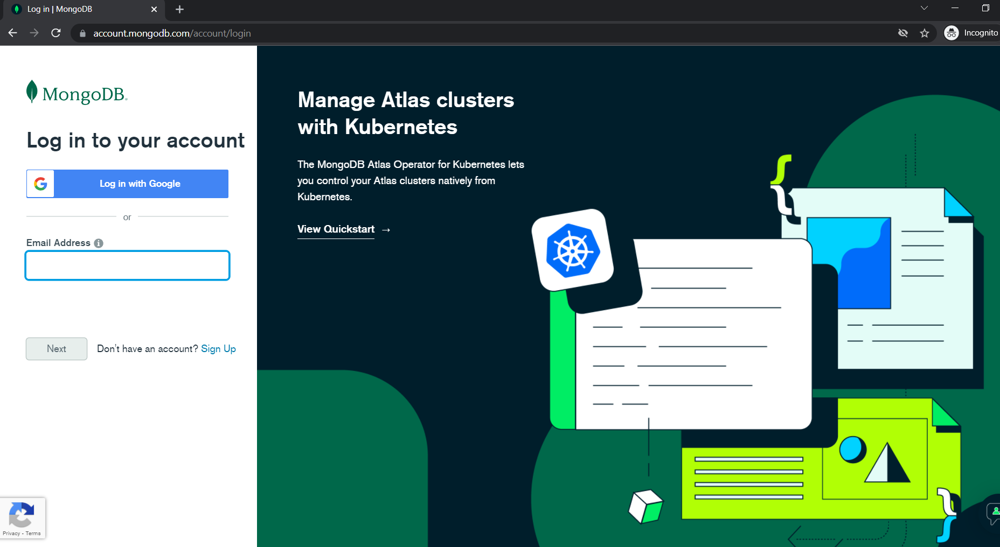 Log in | MongoDB
account.mongodb.com/account/login
Incognito
MongoDB®
Log in to your account
Log in with Google
or
Email Address
Next
Don't have an account? Sign Up
Privacy - Terms
Manage Atlas clusters
with Kubernetes
The MongoDB Atlas Operator for Kubernetes lets
you control your Atlas clusters natively from
Kubernetes.
View Quickstart →